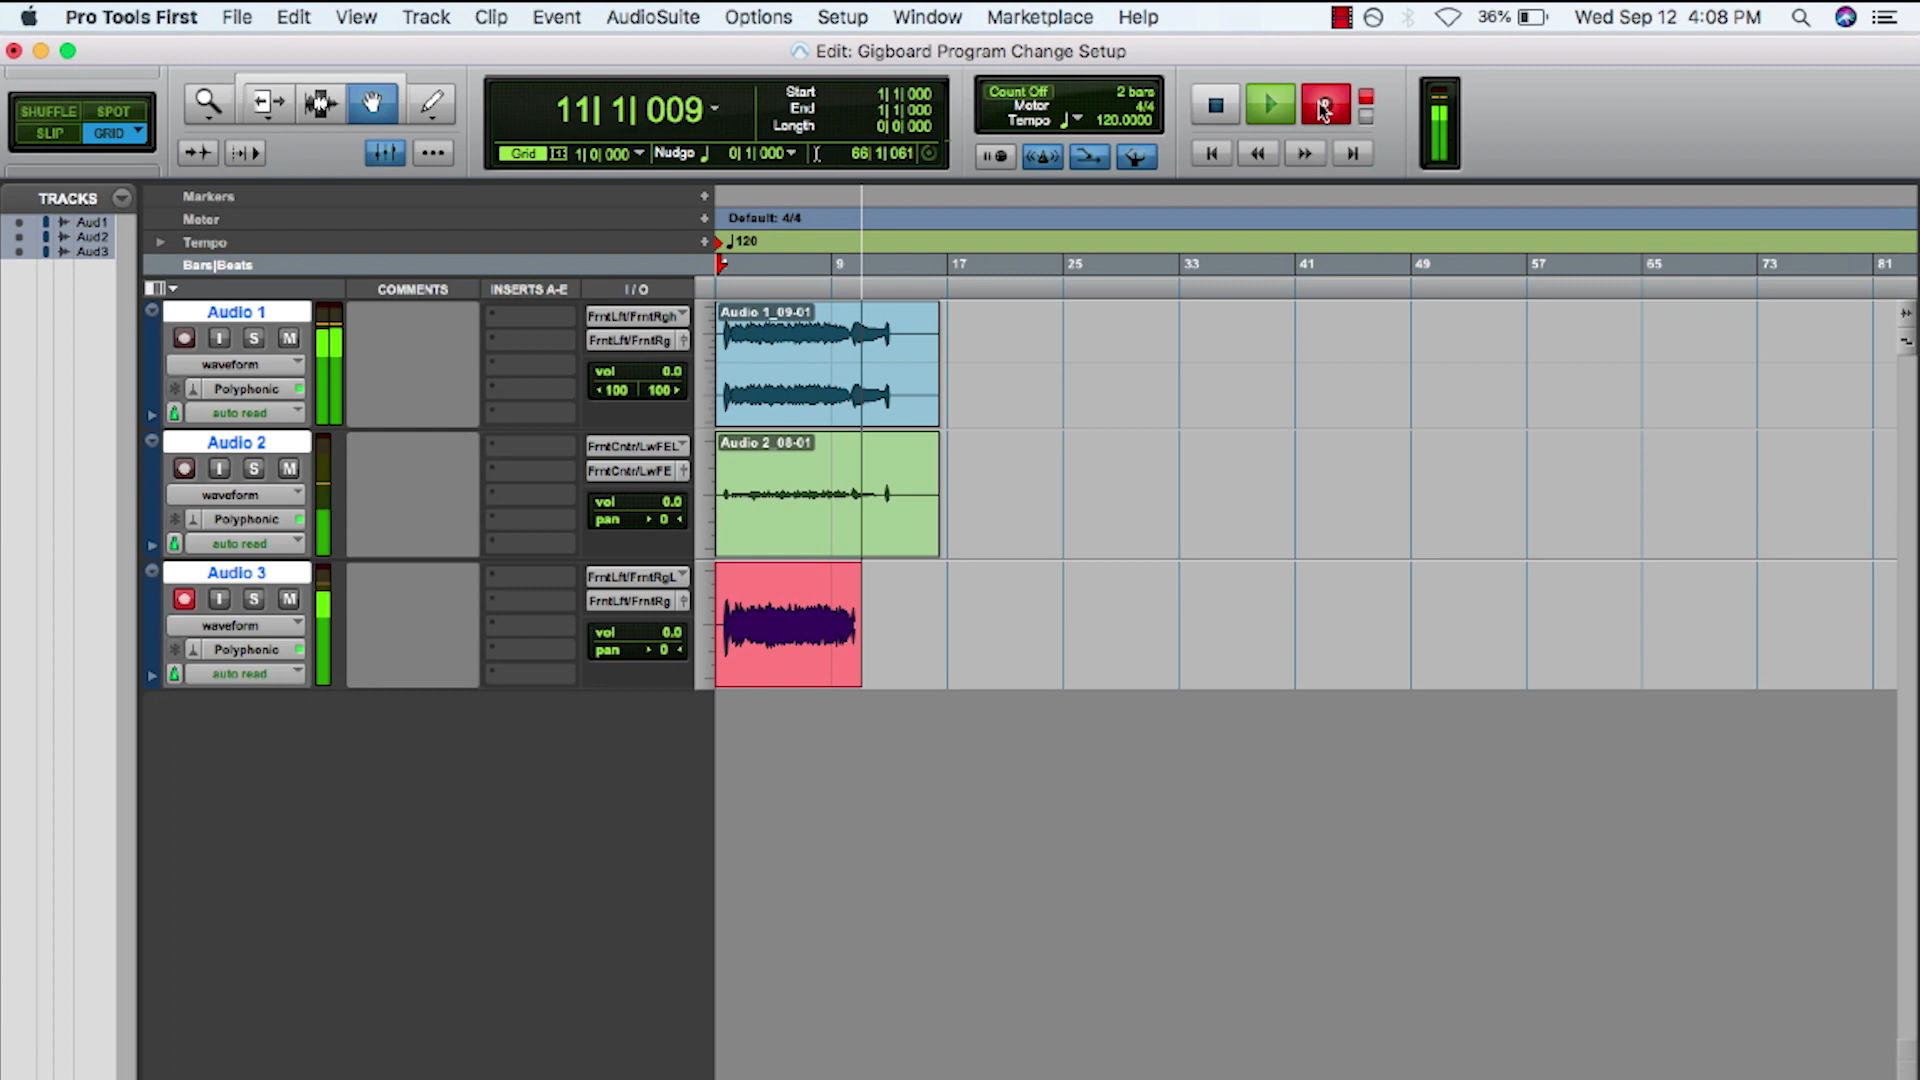 Pro Tools First File Edit View Track Clip Event AudioSuite Options Setup Window Marketplace Help 36% Wed Sep 12 4:08 PM
Edit: Gigboard Program Change Setup
SHUFFLE SPOT
SLIP GRID
11| 1| 009
Start 1| 1| 000
End 1| 1| 000
Length 0| 0| 000
Grid 1| 0| 000 Nudge 0| 1| 000 66| 1| 061
Count Off 2 bars
Meter 4/4
Tempo 120.0000
TRACKS
Aud1
Aud2
Aud3
Markers
Meter Default: 4/4
Tempo 120
Bars|Beats 9 17 25 33 41 49 57 65 73 81
COMMENTS INSERTS A-E I/O
Audio 1 FrntLft/FrntRgh Audio 1_09-01
I S M FrntLft/FrntRg
waveform vol 0.0
Polyphonic 100 100
auto read
Audio 2 FrntCntr/LwFEL Audio 2_08-01
I S M FrntCntr/LwFE
waveform vol 0.0
Polyphonic pan 0
auto read
Audio 3 FrntLft/FrntRgL
I S M FrntLft/FrntRg
waveform vol 0.0
Polyphonic pan 0
auto read